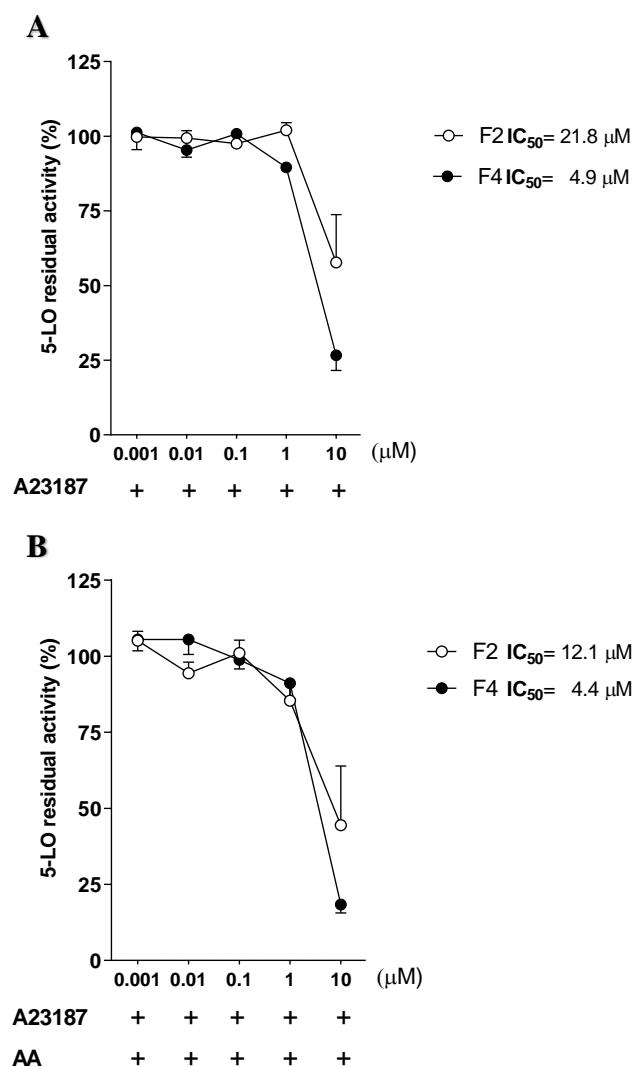 A
125
100
75
50
25
0
5-LO residual activity (%)
F2 IC50= 21.8 μM
F4 IC50= 4.9 μM
0.001 0.01 0.1 1 10 (μM)
A23187 + + + + +
B
125
100
75
50
25
0
5-LO residual activity (%)
F2 IC50= 12.1 μM
F4 IC50= 4.4 μM
0.001 0.01 0.1 1 10 (μM)
A23187 + + + + +
AA + + + + +